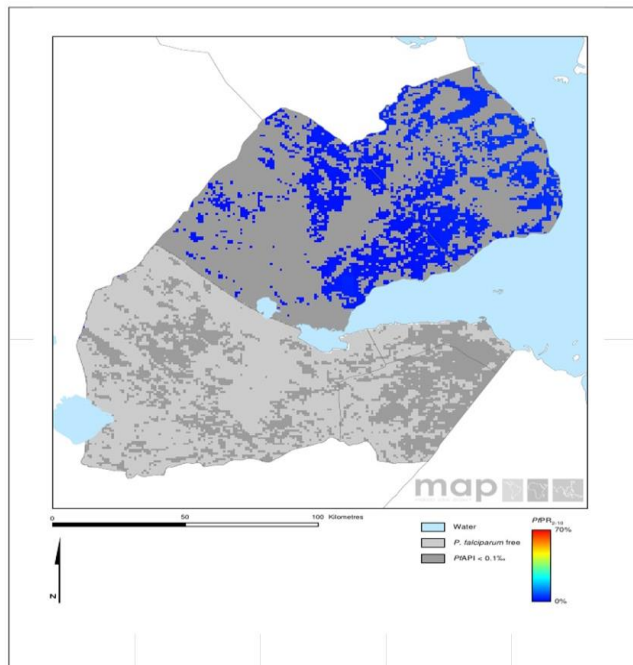 map
0 50 100 Kilometres
Water
P. falciparum free
PfAPI < 0.1‰
PfPR2-10
70%
0%
N